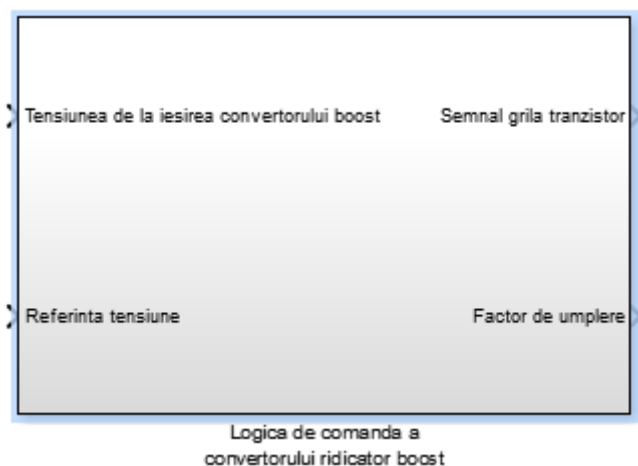 Tensiunea de la iesirea convertorului boost
Semnal grila tranzistor
Referinta tensiune
Factor de umplere
Logica de comanda a
convertorului ridicator boost